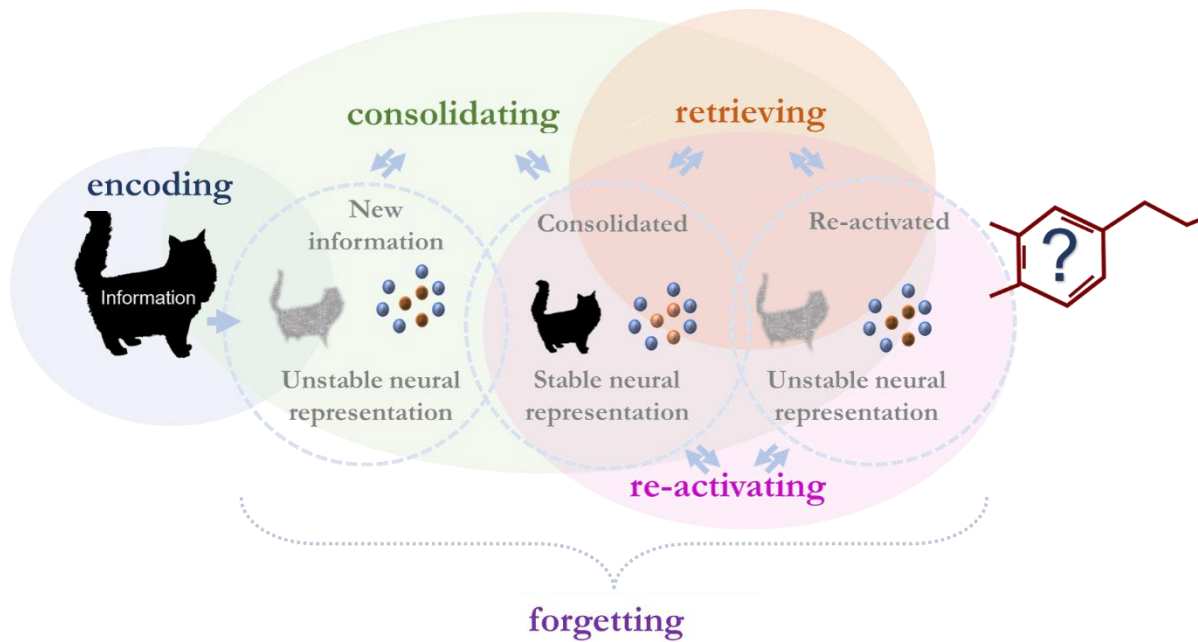 consolidating
retrieving
encoding
New
information
Consolidated
Re-activated
?
Information
Unstable neural
representation
Stable neural
representation
Unstable neural
representation
re-activating
forgetting